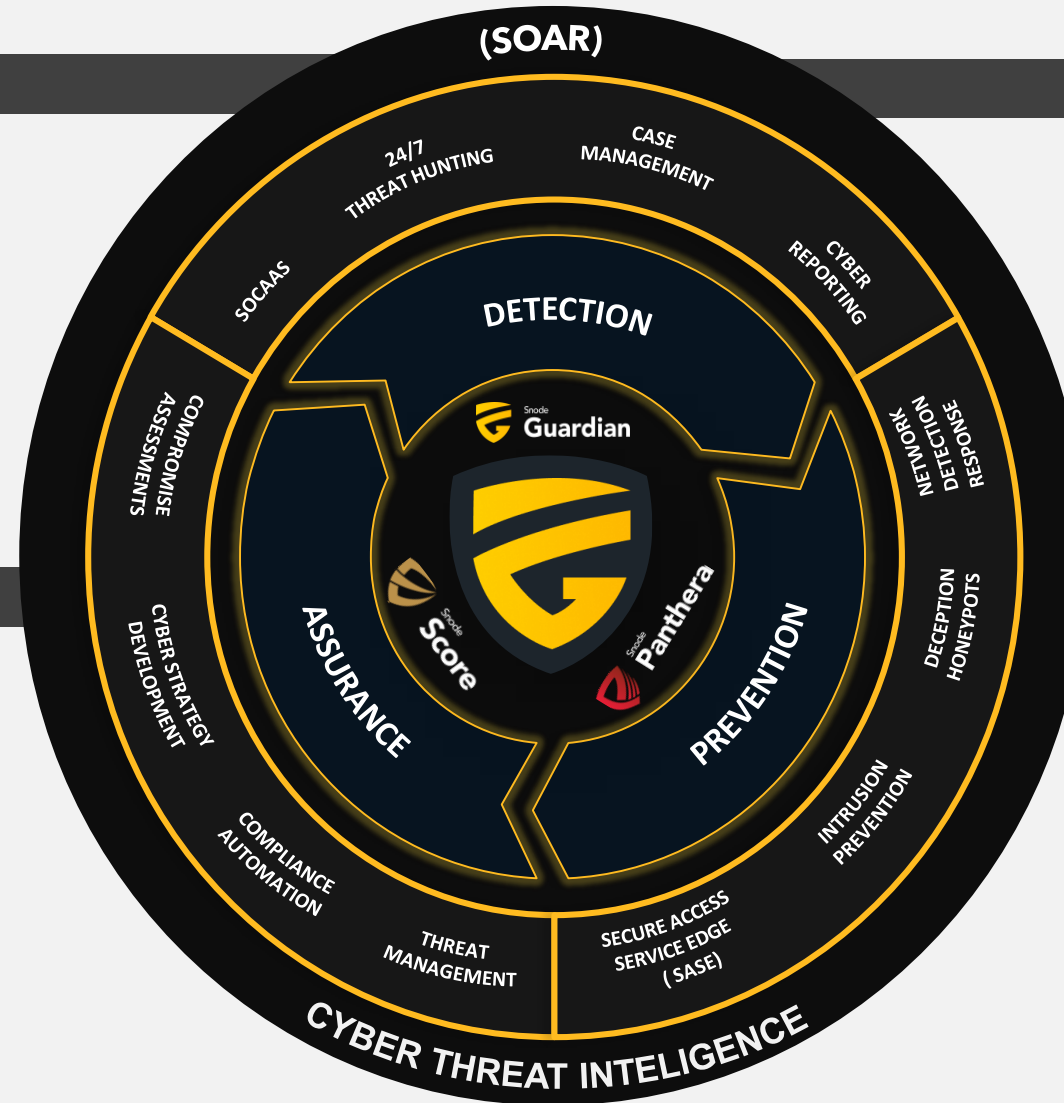 (SOAR)
24/7
THREAT HUNTING
CASE
MANAGEMENT
SOCAAS
CYBER
REPORTING
DETECTION
COMPROMISE
ASSESSMENTS
NETWORK
DETECTION
RESPONSE
Snode
Guardian
DECEPTION
HONEYPOTS
Snode
Score
Snode
Panthera
ASSURANCE
PREVENTION
CYBER STRATEGY
DEVELOPMENT
INTRUSION
PREVENTION
COMPLIANCE
AUTOMATION
THREAT
MANAGEMENT
SECURE ACCESS
SERVICE EDGE
( SASE)
CYBER THREAT INTELIGENCE